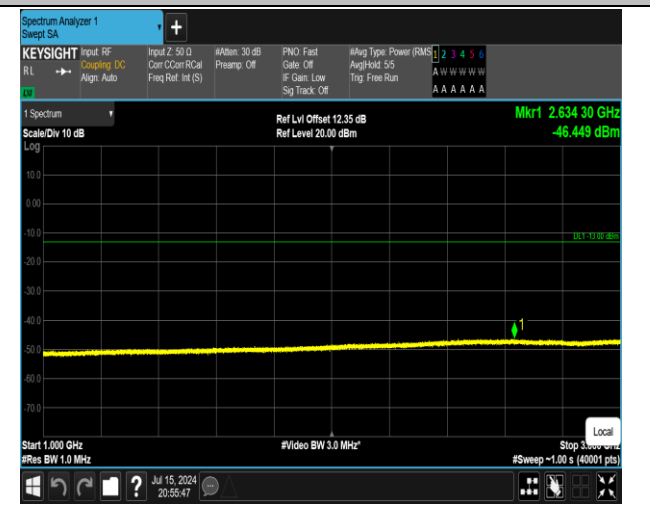 Spectrum Analyzer 1
Swept SA
+
KEYSIGHT Input: RF Input Z: 50 Ω #Atten: 30 dB PNO: Fast #Avg Type: Power (RMS 1 2 3 4 5 6
RL Coupling: DC Corr CCorr RCal Preamp: Off Gate: Off Avg|Hold: 5/5 A W W W W W
Align: Auto Freq Ref: Int (S) IF Gain: Low Trig: Free Run
Sig Track: Off A A A A A A
1 Spectrum Ref Lvl Offset 12.35 dB Mkr1 2.634 30 GHz
Scale/Div 10 dB Ref Level 20.00 dBm -46.449 dBm
Log
10.0
0.00
-10.0
DL1 -13.00 dBm
-20.0
-30.0
-40.0
1
-50.0
-60.0
-70.0
Local
Start 1.000 GHz #Video BW 3.0 MHz* Stop
#Res BW 1.0 MHz #Sweep ~1.00 s (40001 pts)
? Jul 15, 2024
20:55:47